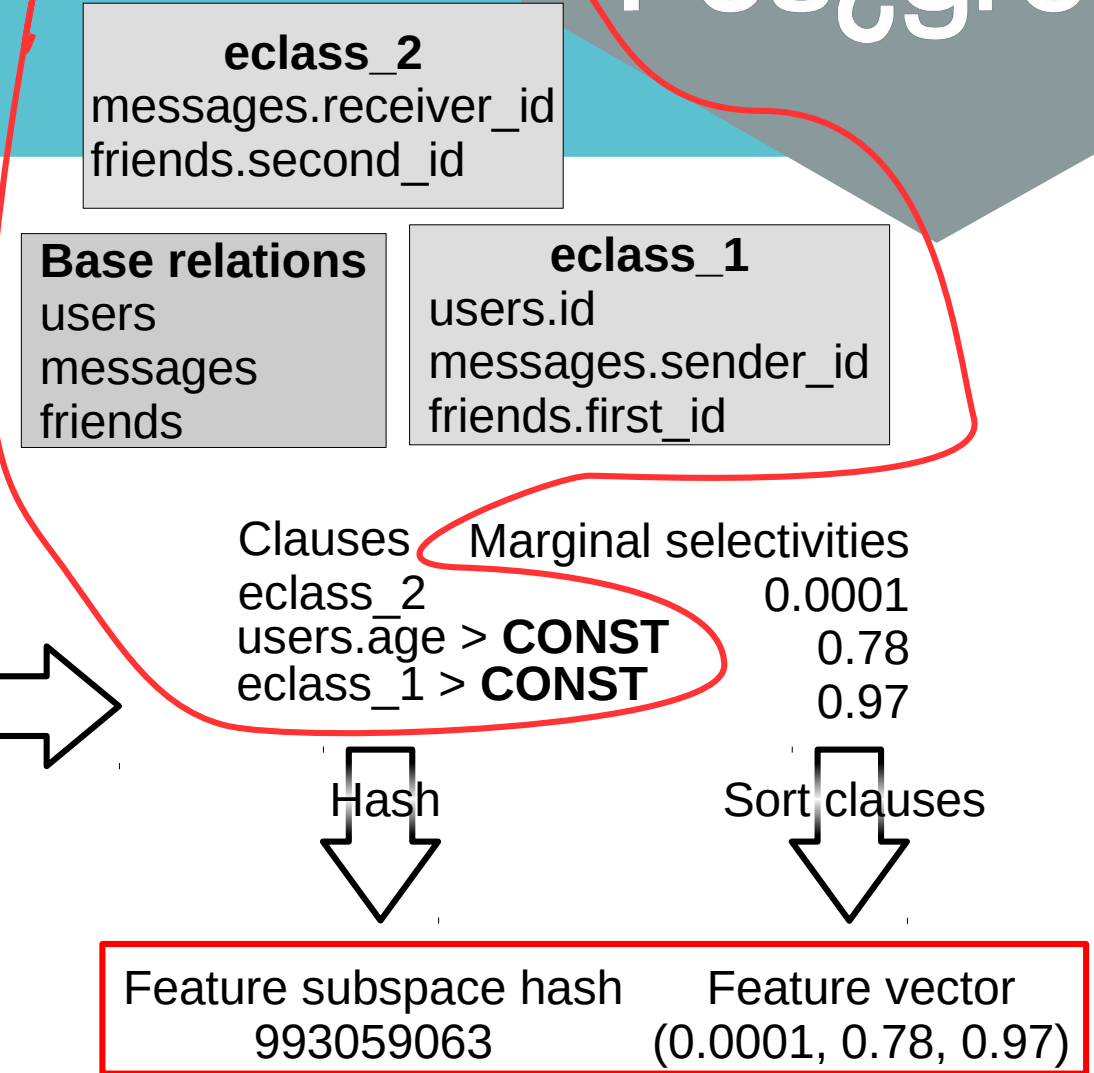 eclass_2
messages.receiver_id
friends.second_id
Base relations
users
messages
friends
eclass_1
users.id
messages.sender_id
friends.first_id
Clauses Marginal selectivities
eclass_2 0.0001
users.age > CONST 0.78
eclass_1 > CONST 0.97
Hash Sort clauses
Feature subspace hash Feature vector
993059063 (0.0001, 0.78, 0.97)